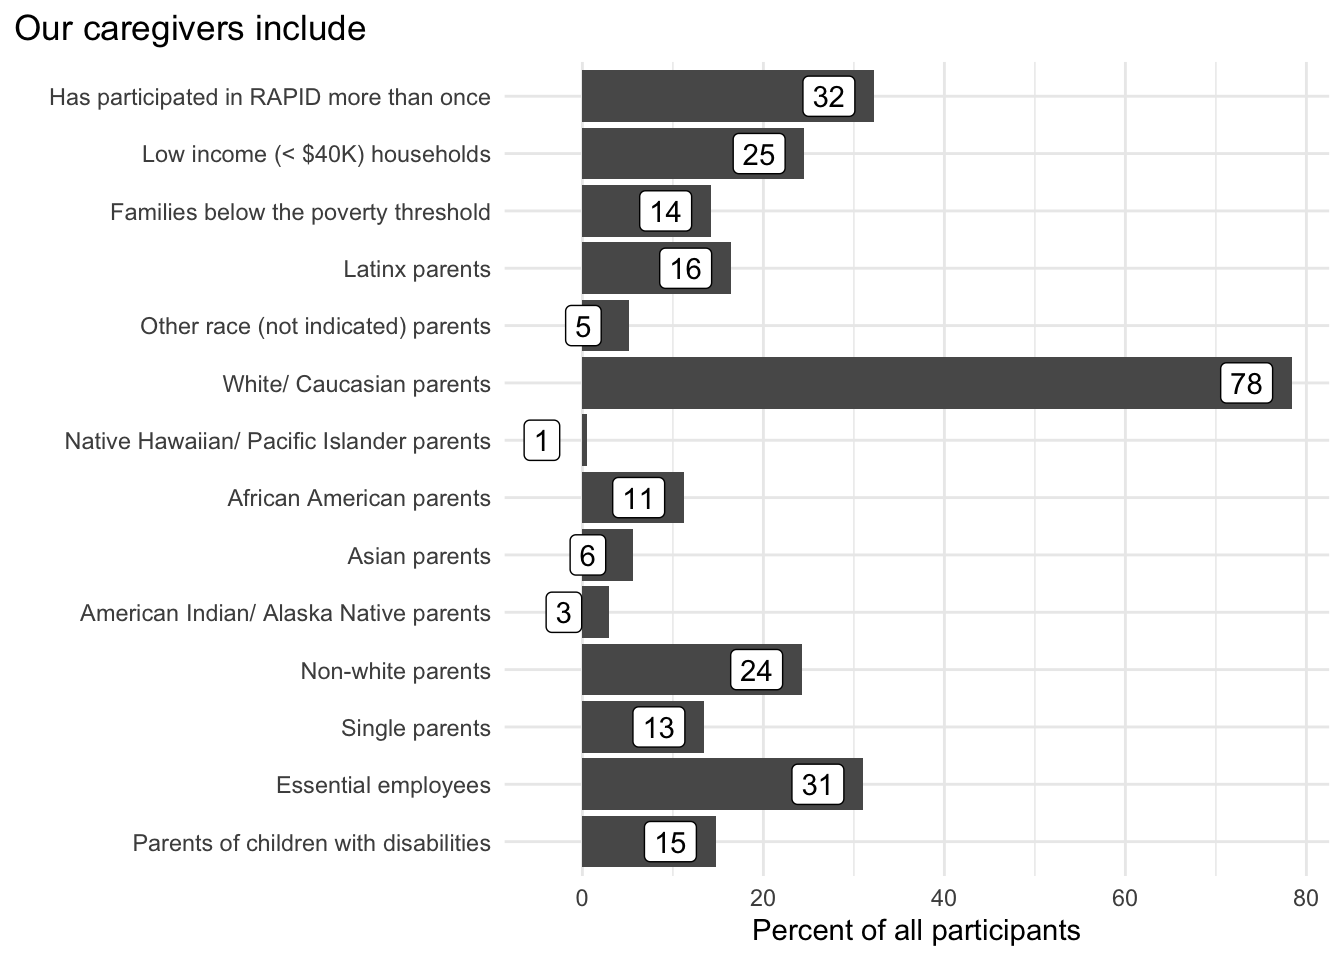 Our caregivers include
Has participated in RAPID more than once 32
Low income (< $40K) households 25
Families below the poverty threshold 14
Latinx parents 16
Other race (not indicated) parents 5
White/ Caucasian parents 78
Native Hawaiian/ Pacific Islander parents 1
African American parents 11
Asian parents 6
American Indian/ Alaska Native parents 3
Non-white parents 24
Single parents 13
Essential employees 31
Parents of children with disabilities 15
0 20 40 60 80
Percent of all participants